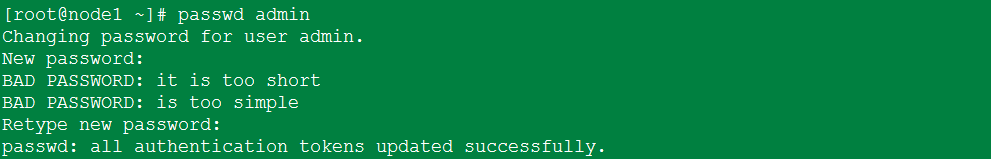 [root@node1 ~]# passwd admin
Changing password for user admin.
New password:
BAD PASSWORD: it is too short
BAD PASSWORD: is too simple
Retype new password:
passwd: all authentication tokens updated successfully.